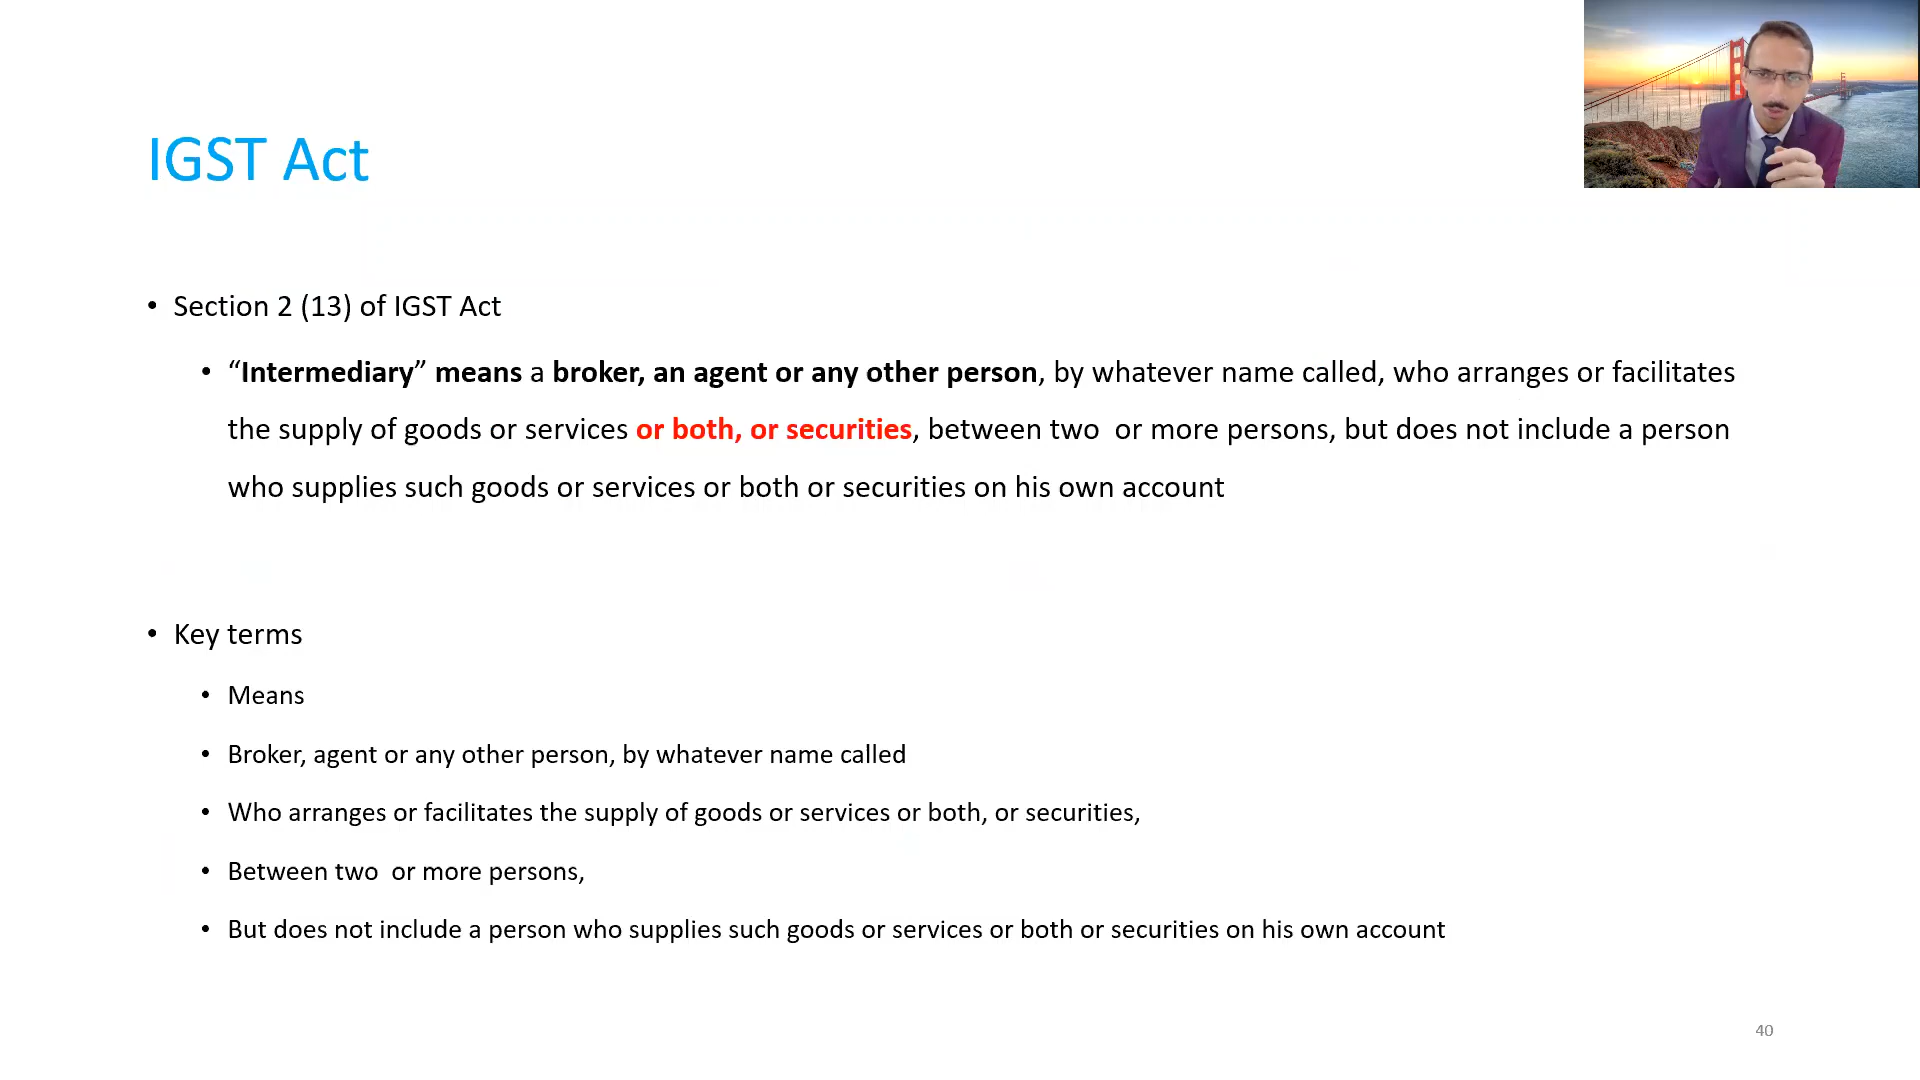 IGST Act
• Section 2 (13) of IGST Act
• “Intermediary” means a broker, an agent or any other person, by whatever name called, who arranges or facilitates
the supply of goods or services or both, or securities, between two  or more persons, but does not include a person
who supplies such goods or services or both or securities on his own account
• Key terms
• Means
• Broker, agent or any other person, by whatever name called
• Who arranges or facilitates the supply of goods or services or both, or securities,
• Between two  or more persons,
• But does not include a person who supplies such goods or services or both or securities on his own account
40